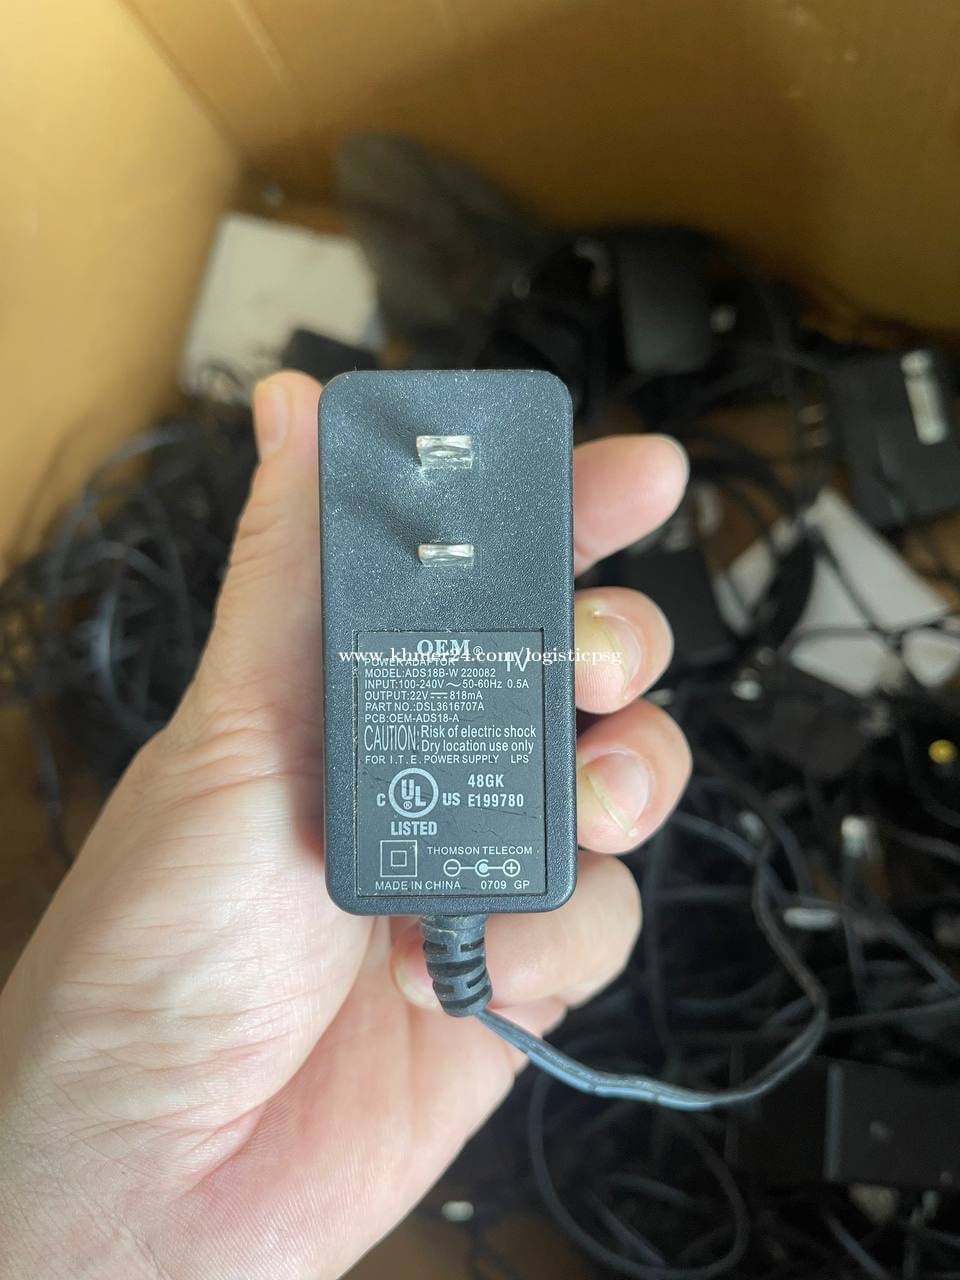 OEM® IV
www.khmer24.com/logisticpsg
POWER ADAPTOR
MODEL:ADS18B-W 220082
INPUT:100-240V～50-60Hz 0.5A
OUTPUT:22V⎓818mA
PART NO.:DSL3616707A
PCB:OEM-ADS18-A
CAUTION: Risk of electric shock
Dry location use only
FOR I.T.E. POWER SUPPLY LPS
C UL® US 48GK
E199780
LISTED
THOMSON TELECOM
MADE IN CHINA 0709 GP